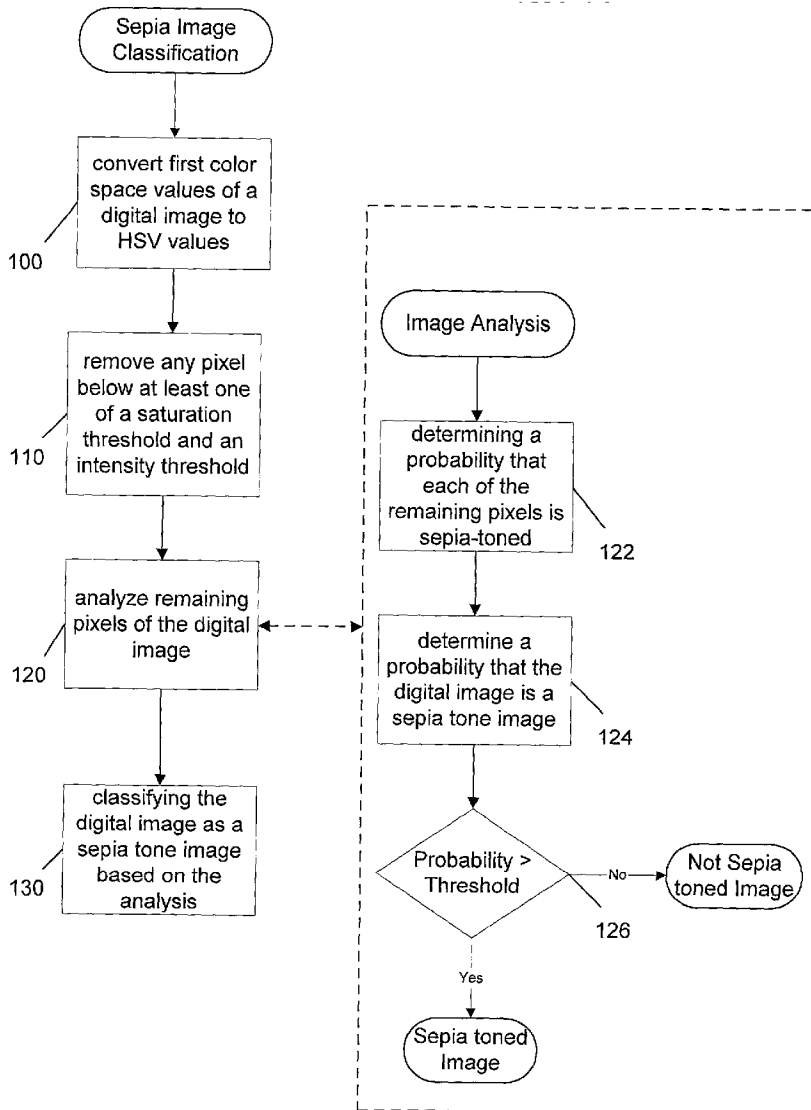 Sepia Image
Classification
convert first color
space values of a
digital image to
HSV values
100
remove any pixel
below at least one
of a saturation
threshold and an
intensity threshold
110
analyze remaining
pixels of the digital
image
120
classifying the
digital image as a
sepia tone image
based on the
analysis
130
Image Analysis
determining a
probability that
each of the
remaining pixels is
sepia-toned
122
determine a
probability that the
digital image is a
sepia tone image
124
Probability >
Threshold
126
No
Not Sepia
toned Image
Yes
Sepia toned
Image